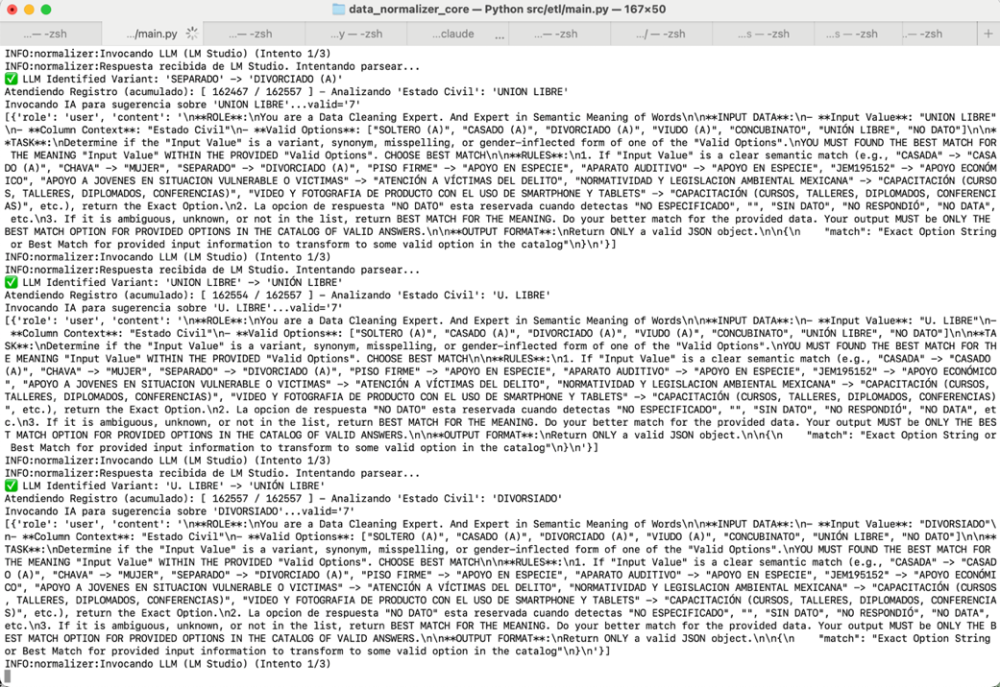 data_normalizer_core — Python src/etl/main.py — 167×50
...— -zsh
.../main.py
...— -zsh
...y — -zsh
...claude
...
...— -zsh
.../ — -zsh
...s — -zsh
...s — -zsh
...— -zsh
+
INFO:normalizer:Invocando LLM (LM Studio) (Intento 1/3)
INFO:normalizer:Respuesta recibida de LM Studio. Intentando parsear...
✅ LLM Identified Variant: 'SEPARADO' -> 'DIVORCIADO (A)'
Atendiendo Registro (acumulado): [ 162467 / 162557 ] - Analizando 'Estado Civil': 'UNION LIBRE'
Invocando IA para sugerencia sobre 'UNION LIBRE'...valid='7'
[{'role': 'user', 'content': '\n**ROLE**:\nYou are a Data Cleaning Expert. And Expert in Semantic Meaning of Words\n\n**INPUT DATA**:\n- **Input Value**: "UNION LIBRE"
\n- **Column Context**: "Estado Civil"\n- **Valid Options**: ["SOLTERO (A)", "CASADO (A)", "DIVORCIADO (A)", "VIUDO (A)", "CONCUBINATO", "UNIÓN LIBRE", "NO DATO"]\n\n*
*TASK**:\nDetermine if the "Input Value" is a variant, synonym, misspelling, or gender-inflected form of one of the "Valid Options".\nYOU MUST FOUND THE BEST MATCH FOR
 THE MEANING "Input Value" WITHIN THE PROVIDED "Valid Options". CHOOSE BEST MATCH\n\n**RULES**:\n1. If "Input Value" is a clear semantic match (e.g., "CASADA" -> "CASA
DO (A)", "CHAVA" -> "MUJER", "SEPARADO" -> "DIVORCIADO (A)", "PISO FIRME" -> "APOYO EN ESPECIE", "APARATO AUDITIVO" -> "APOYO EN ESPECIE", "JEM195152" -> "APOYO ECONÓM
ICO", "APOYO A JOVENES EN SITUACION VULNERABLE O VICTIMAS" -> "ATENCIÓN A VÍCTIMAS DEL DELITO", "NORMATIVIDAD Y LEGISLACION AMBIENTAL MEXICANA" -> "CAPACITACIÓN (CURSO
S, TALLERES, DIPLOMADOS, CONFERENCIAS)", "VIDEO Y FOTOGRAFIA DE PRODUCTO CON EL USO DE SMARTPHONE Y TABLETS" -> "CAPACITACIÓN (CURSOS, TALLERES, DIPLOMADOS, CONFERENCI
AS)", etc.), return the Exact Option.\n2. La opcion de respuesta "NO DATO" esta reservada cuando detectas "NO ESPECIFICADO", "", "SIN DATO", "NO RESPONDIÓ", "NO DATA",
 etc.\n3. If it is ambiguous, unknown, or not in the list, return BEST MATCH FOR THE MEANING. Do your better match for the provided data. Your output MUST be ONLY THE
BEST MATCH OPTION FOR PROVIDED OPTIONS IN THE CATALOG OF VALID ANSWERS.\n\n**OUTPUT FORMAT**:\nReturn ONLY a valid JSON object.\n\n{\n    "match": "Exact Option String
 or Best Match for provided input information to transform to some valid option in the catalog"\n}\n'}]
INFO:normalizer:Invocando LLM (LM Studio) (Intento 1/3)
INFO:normalizer:Respuesta recibida de LM Studio. Intentando parsear...
✅ LLM Identified Variant: 'UNION LIBRE' -> 'UNIÓN LIBRE'
Atendiendo Registro (acumulado): [ 162554 / 162557 ] - Analizando 'Estado Civil': 'U. LIBRE'
Invocando IA para sugerencia sobre 'U. LIBRE'...valid='7'
[{'role': 'user', 'content': '\n**ROLE**:\nYou are a Data Cleaning Expert. And Expert in Semantic Meaning of Words\n\n**INPUT DATA**:\n- **Input Value**: "U. LIBRE"\n-
 **Column Context**: "Estado Civil"\n- **Valid Options**: ["SOLTERO (A)", "CASADO (A)", "DIVORCIADO (A)", "VIUDO (A)", "CONCUBINATO", "UNIÓN LIBRE", "NO DATO"]\n\n**TA
SK**:\nDetermine if the "Input Value" is a variant, synonym, misspelling, or gender-inflected form of one of the "Valid Options".\nYOU MUST FOUND THE BEST MATCH FOR TH
E MEANING "Input Value" WITHIN THE PROVIDED "Valid Options". CHOOSE BEST MATCH\n\n**RULES**:\n1. If "Input Value" is a clear semantic match (e.g., "CASADA" -> "CASADO
(A)", "CHAVA" -> "MUJER", "SEPARADO" -> "DIVORCIADO (A)", "PISO FIRME" -> "APOYO EN ESPECIE", "APARATO AUDITIVO" -> "APOYO EN ESPECIE", "JEM195152" -> "APOYO ECONÓMICO
", "APOYO A JOVENES EN SITUACION VULNERABLE O VICTIMAS" -> "ATENCIÓN A VÍCTIMAS DEL DELITO", "NORMATIVIDAD Y LEGISLACION AMBIENTAL MEXICANA" -> "CAPACITACIÓN (CURSOS,
TALLERES, DIPLOMADOS, CONFERENCIAS)", "VIDEO Y FOTOGRAFIA DE PRODUCTO CON EL USO DE SMARTPHONE Y TABLETS" -> "CAPACITACIÓN (CURSOS, TALLERES, DIPLOMADOS, CONFERENCIAS)
", etc.), return the Exact Option.\n2. La opcion de respuesta "NO DATO" esta reservada cuando detectas "NO ESPECIFICADO", "", "SIN DATO", "NO RESPONDIÓ", "NO DATA", et
c.\n3. If it is ambiguous, unknown, or not in the list, return BEST MATCH FOR THE MEANING. Do your better match for the provided data. Your output MUST be ONLY THE BES
T MATCH OPTION FOR PROVIDED OPTIONS IN THE CATALOG OF VALID ANSWERS.\n\n**OUTPUT FORMAT**:\nReturn ONLY a valid JSON object.\n\n{\n    "match": "Exact Option String or
 Best Match for provided input information to transform to some valid option in the catalog"\n}\n'}]
INFO:normalizer:Invocando LLM (LM Studio) (Intento 1/3)
INFO:normalizer:Respuesta recibida de LM Studio. Intentando parsear...
✅ LLM Identified Variant: 'U. LIBRE' -> 'UNIÓN LIBRE'
Atendiendo Registro (acumulado): [ 162557 / 162557 ] - Analizando 'Estado Civil': 'DIVORSIADO'
Invocando IA para sugerencia sobre 'DIVORSIADO'...valid='7'
[{'role': 'user', 'content': '\n**ROLE**:\nYou are a Data Cleaning Expert. And Expert in Semantic Meaning of Words\n\n**INPUT DATA**:\n- **Input Value**: "DIVORSIADO"\
n- **Column Context**: "Estado Civil"\n- **Valid Options**: ["SOLTERO (A)", "CASADO (A)", "DIVORCIADO (A)", "VIUDO (A)", "CONCUBINATO", "UNIÓN LIBRE", "NO DATO"]\n\n**
TASK**:\nDetermine if the "Input Value" is a variant, synonym, misspelling, or gender-inflected form of one of the "Valid Options".\nYOU MUST FOUND THE BEST MATCH FOR
THE MEANING "Input Value" WITHIN THE PROVIDED "Valid Options". CHOOSE BEST MATCH\n\n**RULES**:\n1. If "Input Value" is a clear semantic match (e.g., "CASADA" -> "CASAD
O (A)", "CHAVA" -> "MUJER", "SEPARADO" -> "DIVORCIADO (A)", "PISO FIRME" -> "APOYO EN ESPECIE", "APARATO AUDITIVO" -> "APOYO EN ESPECIE", "JEM195152" -> "APOYO ECONÓMI
CO", "APOYO A JOVENES EN SITUACION VULNERABLE O VICTIMAS" -> "ATENCIÓN A VÍCTIMAS DEL DELITO", "NORMATIVIDAD Y LEGISLACION AMBIENTAL MEXICANA" -> "CAPACITACIÓN (CURSOS
, TALLERES, DIPLOMADOS, CONFERENCIAS)", "VIDEO Y FOTOGRAFIA DE PRODUCTO CON EL USO DE SMARTPHONE Y TABLETS" -> "CAPACITACIÓN (CURSOS, TALLERES, DIPLOMADOS, CONFERENCIA
S)", etc.), return the Exact Option.\n2. La opcion de respuesta "NO DATO" esta reservada cuando detectas "NO ESPECIFICADO", "", "SIN DATO", "NO RESPONDIÓ", "NO DATA",
etc.\n3. If it is ambiguous, unknown, or not in the list, return BEST MATCH FOR THE MEANING. Do your better match for the provided data. Your output MUST be ONLY THE B
EST MATCH OPTION FOR PROVIDED OPTIONS IN THE CATALOG OF VALID ANSWERS.\n\n**OUTPUT FORMAT**:\nReturn ONLY a valid JSON object.\n\n{\n    "match": "Exact Option String
or Best Match for provided input information to transform to some valid option in the catalog"\n}\n'}]
INFO:normalizer:Invocando LLM (LM Studio) (Intento 1/3)